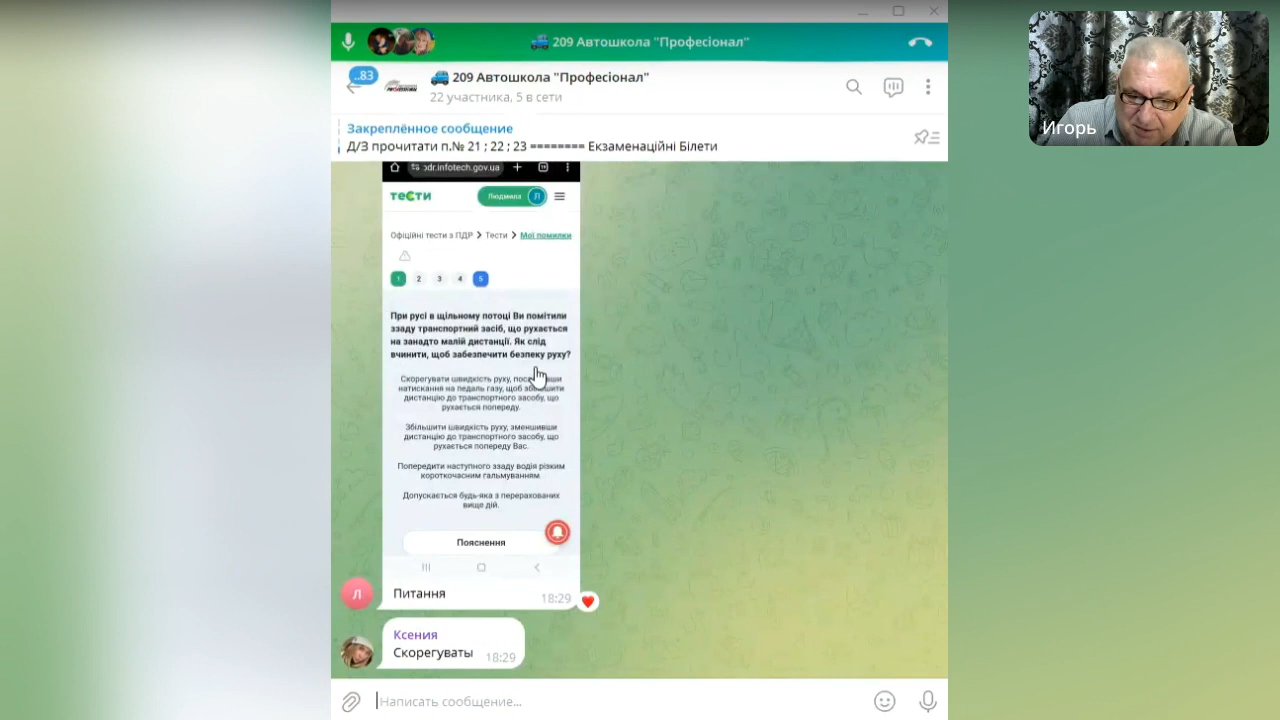 209 Автошкола "Професіонал"
..83
209 Автошкола "Професіонал"
22 участника, 5 в сети
Закреплённое сообщение
Д/З прочитати п.№ 21 ; 22 ; 23 ======== Екзаменаційні Білети
Игорь
pdr.infotech.gov.ua
тести
Людмила Л
Офіційні тести з ПДР Тести Мої помилки
1 2 3 4 5
При русі в щільному потоці Ви помітили
ззаду транспортний засіб, що рухається
на занадто малій дистанції. Як слід
вчинити, щоб забезпечити безпеку руху?
Скорегувати швидкість руху,
натискання на педаль газу, щоб збільшити
дистанцію до транспортного засобу, що
рухається попереду.
Збільшити швидкість руху, зменшивши
дистанцію до транспортного засобу, що
рухається попереду Вас.
Попередити наступного ззаду водія різким
короткочасним гальмуванням.
Допускається будь-яка з перерахованих
вище дій.
Пояснення
Л
Питання
18:29
Ксения
Скорегуваты
18:29
Написать сообщение...